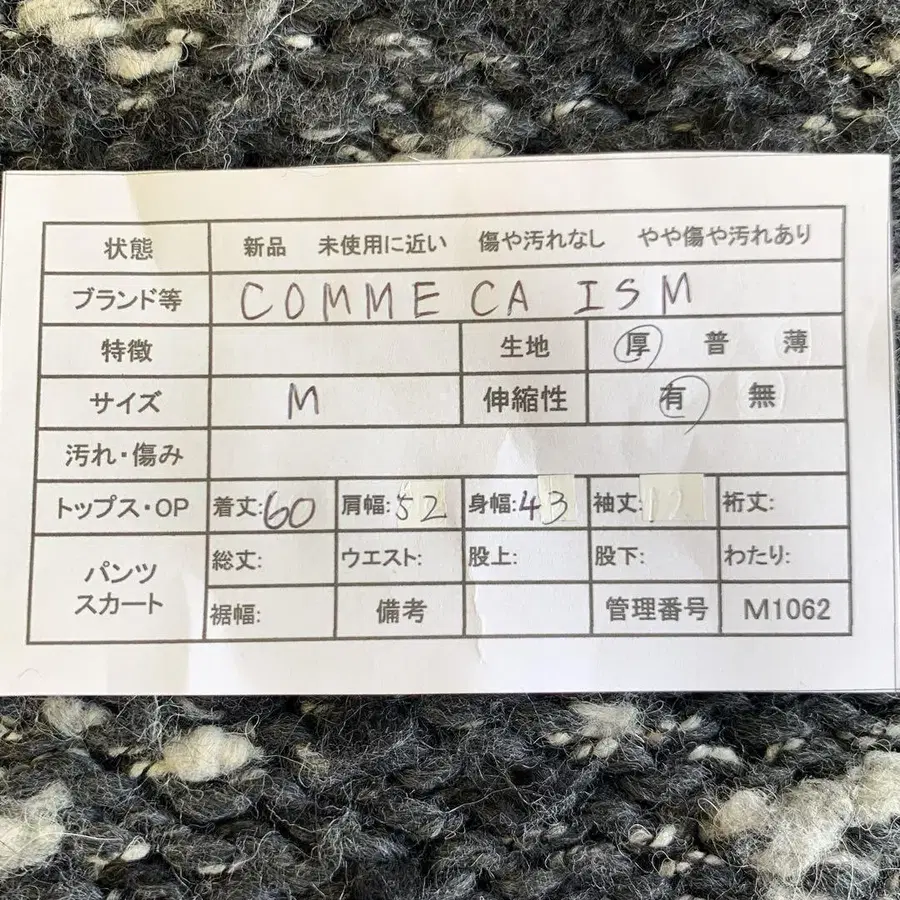 状態 新品 未使用に近い 傷や汚れなし やや傷や汚れあり
ブランド等 COMME CA ISM
特徴 生地 厚 普 薄
サイズ M 伸縮性 有 無
汚れ・傷み
トップス・OP 着丈:60 肩幅:52 身幅:43 袖丈: 裄丈:
パンツ スカート 総丈: ウエスト: 股上: 股下: わたり:
裾幅: 備考 管理番号 M1062